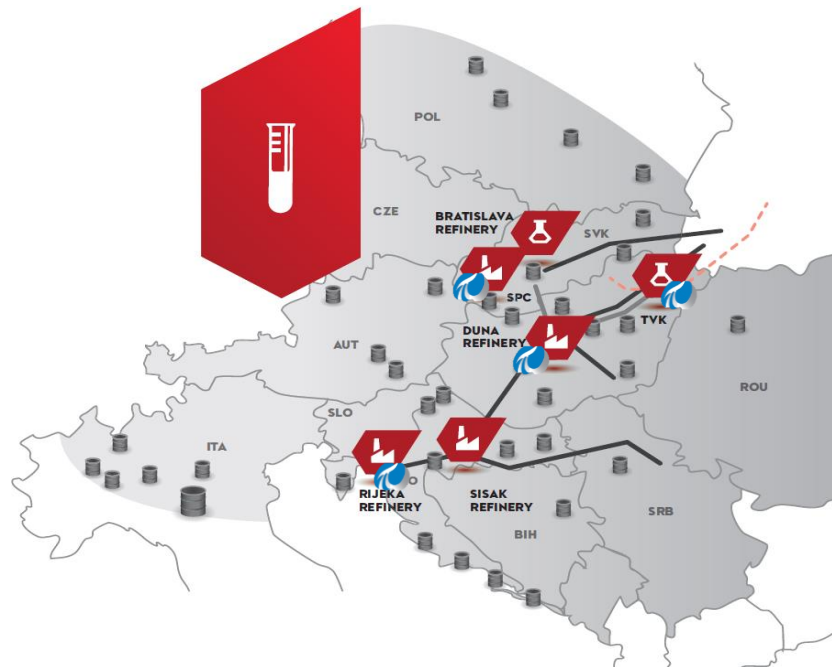 POL
CZE
BRATISLAVA
REFINERY
SVK
SPC
TVK
DUNA
REFINERY
AUT
ROU
SLO
ITA
O
RIJEKA
REFINERY
SISAK
REFINERY
BIH
SRB